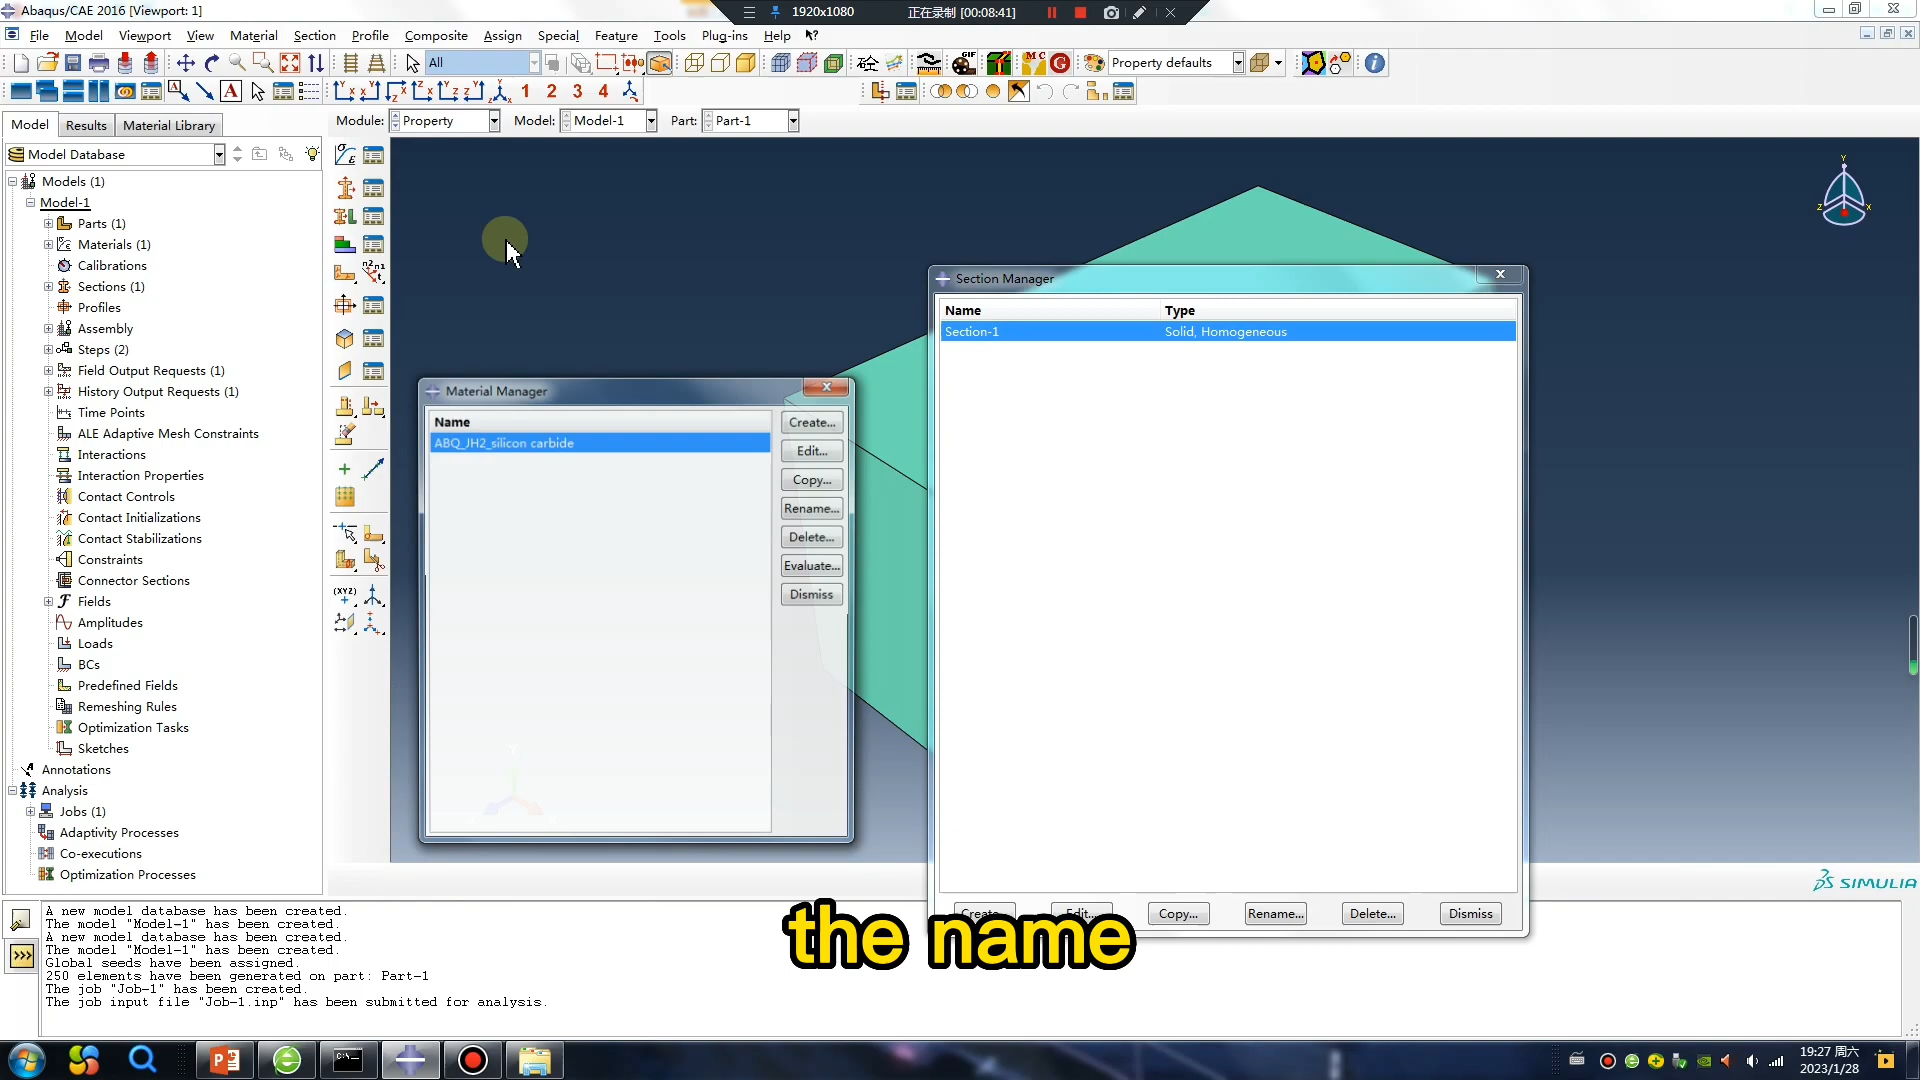 Abaqus/CAE 2016 [Viewport: 1]
1920x1080
正在录制 [00:08:41]
File Model Viewport View Material Section Profile Composite Assign Special Feature Tools Plug-ins Help
All
Property defaults
1 2 3 4
Model Results Material Library
Module: Property Model: Model-1 Part: Part-1
Model Database
Models (1)
Model-1
Parts (1)
Materials (1)
Calibrations
Sections (1)
Profiles
Assembly
Steps (2)
Field Output Requests (1)
History Output Requests (1)
Time Points
ALE Adaptive Mesh Constraints
Interactions
Interaction Properties
Contact Controls
Contact Initializations
Contact Stabilizations
Constraints
Connector Sections
Fields
Amplitudes
Loads
BCs
Predefined Fields
Remeshing Rules
Optimization Tasks
Sketches
Annotations
Analysis
Jobs (1)
Adaptivity Processes
Co-executions
Optimization Processes
Material Manager
Name
ABQ_JH2_silicon carbide
Create...
Edit...
Copy...
Rename...
Delete...
Evaluate...
Dismiss
Section Manager
Name Type
Section-1 Solid, Homogeneous
Create... Edit... Copy... Rename... Delete... Dismiss
Y
Z X
SIMULIA
the name
A new model database has been created.
The model "Model-1" has been created.
A new model database has been created.
The model "Model-1" has been created.
Global seeds have been assigned.
250 elements have been generated on part: Part-1
The job "Job-1" has been created.
The job input file "Job-1.inp" has been submitted for analysis.
19:27 周六
2023/1/28